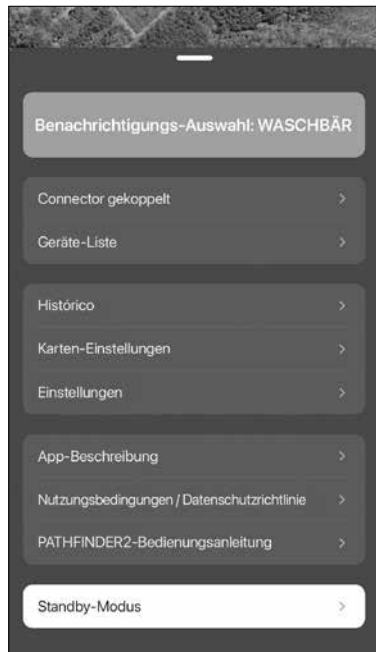 Benachrichtigungs-Auswahl: WASCHBÄR
Connector gekoppelt
Geräte-Liste
Histórico
Karten-Einstellungen
Einstellungen
App-Beschreibung
Nutzungsbedingungen / Datenschutzrichtlinie
PATHFINDER2-Bedienungsanleitung
Standby-Modus